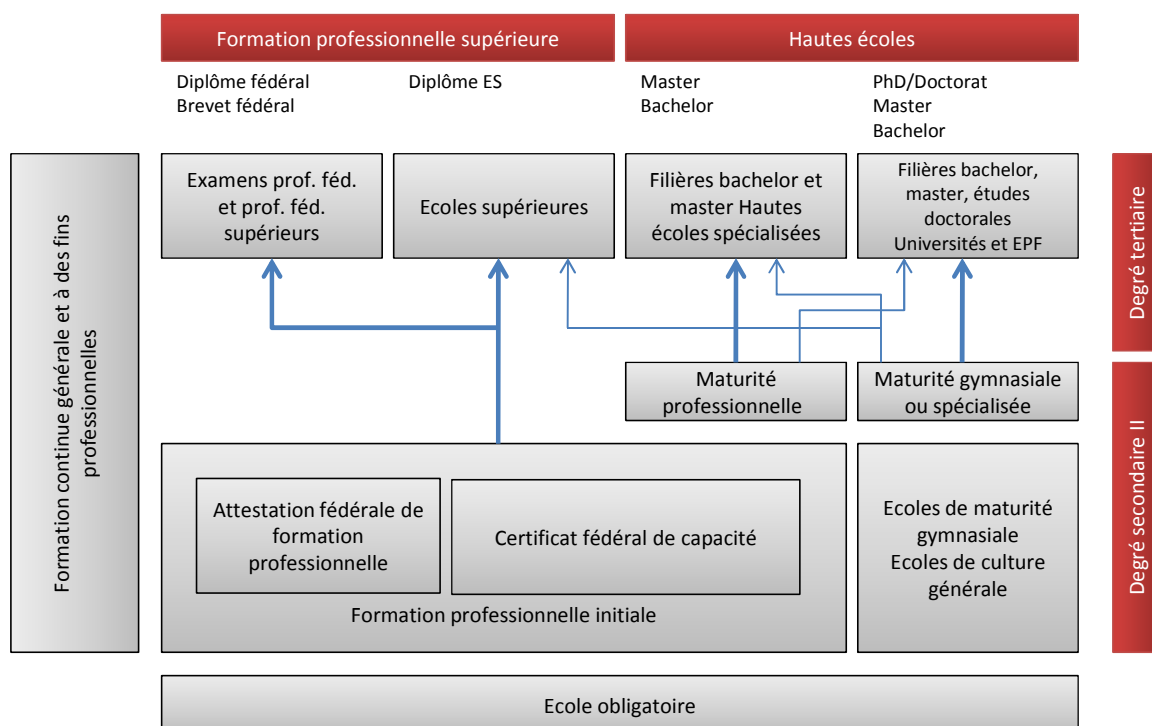 Formation professionnelle supérieure
Hautes écoles
Diplôme fédéral
Brevet fédéral
Diplôme ES
Master
Bachelor
PhD/Doctorat
Master
Bachelor
Formation continue générale et à des fins
professionnelles
Examens prof. féd.
et prof. féd.
supérieurs
Ecoles supérieures
Filières bachelor et
master Hautes
écoles spécialisées
Filières bachelor,
master, études
doctorales
Universités et EPF
Degré tertiaire
Maturité
professionnelle
Maturité gymnasiale
ou spécialisée
Attestation fédérale de
formation
professionnelle
Certificat fédéral de capacité
Formation professionnelle initiale
Ecoles de maturité
gymnasiale
Ecoles de culture
générale
Degré secondaire II
Ecole obligatoire